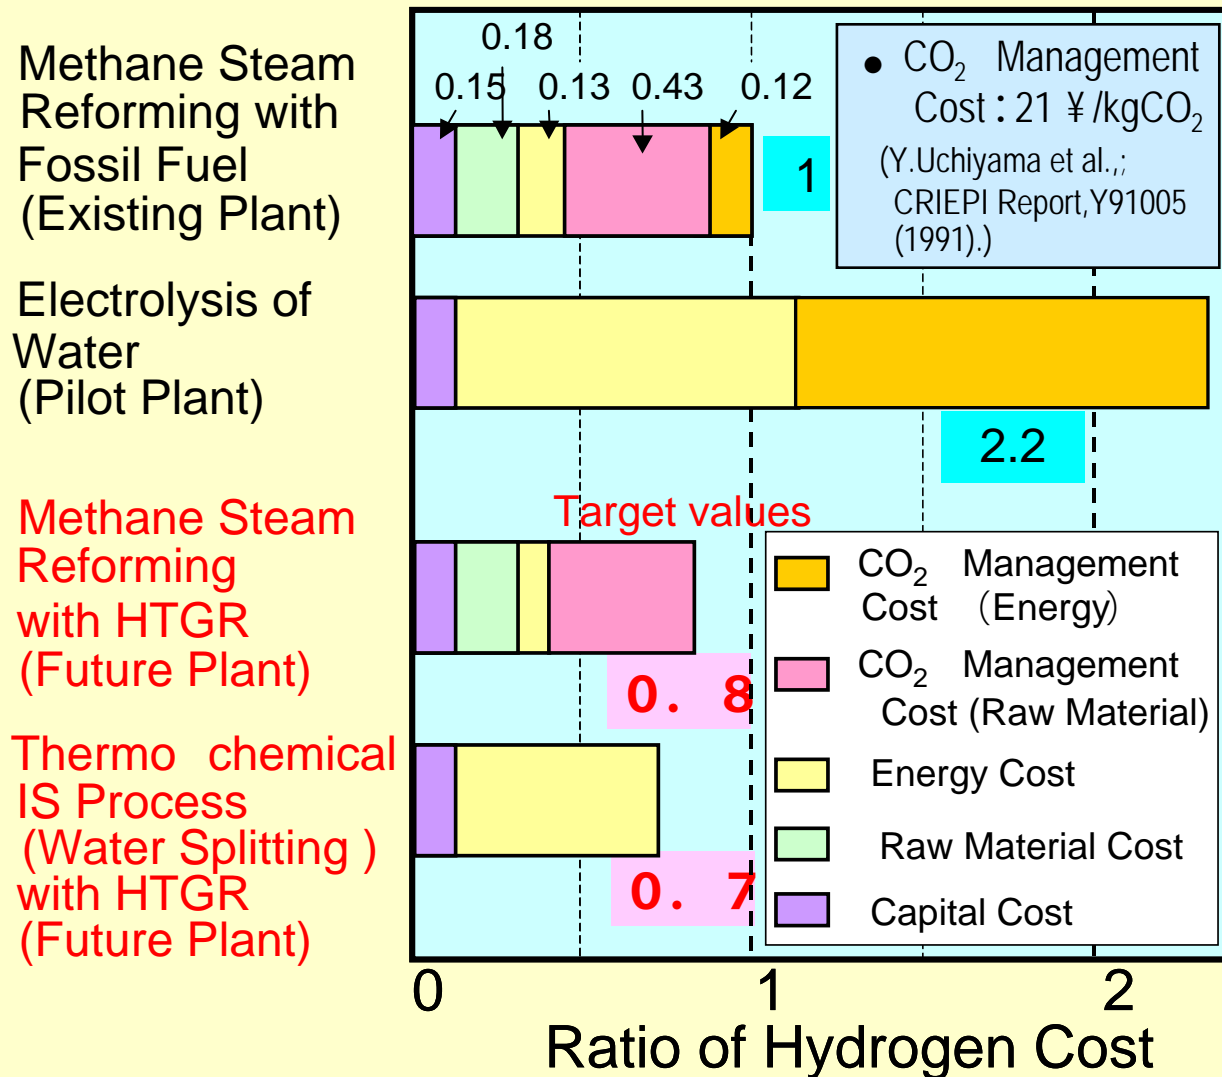 Methane Steam
Reforming with
Fossil Fuel
(Existing Plant)
0.18
0.15
0.13
0.43
0.12
1
● CO₂ Management
Cost：21 ¥/kgCO₂
(Y.Uchiyama et al.,;
CRIEPI Report,Y91005
(1991).)
Electrolysis of
Water
(Pilot Plant)
2.2
Methane Steam
Reforming
with HTGR
(Future Plant)
Target values
0. 8
Thermo chemical
IS Process
(Water Splitting )
with HTGR
(Future Plant)
0. 7
CO₂ Management
Cost （Energy)
CO₂ Management
Cost (Raw Material)
Energy Cost
Raw Material Cost
Capital Cost
0 1 2
Ratio of Hydrogen Cost